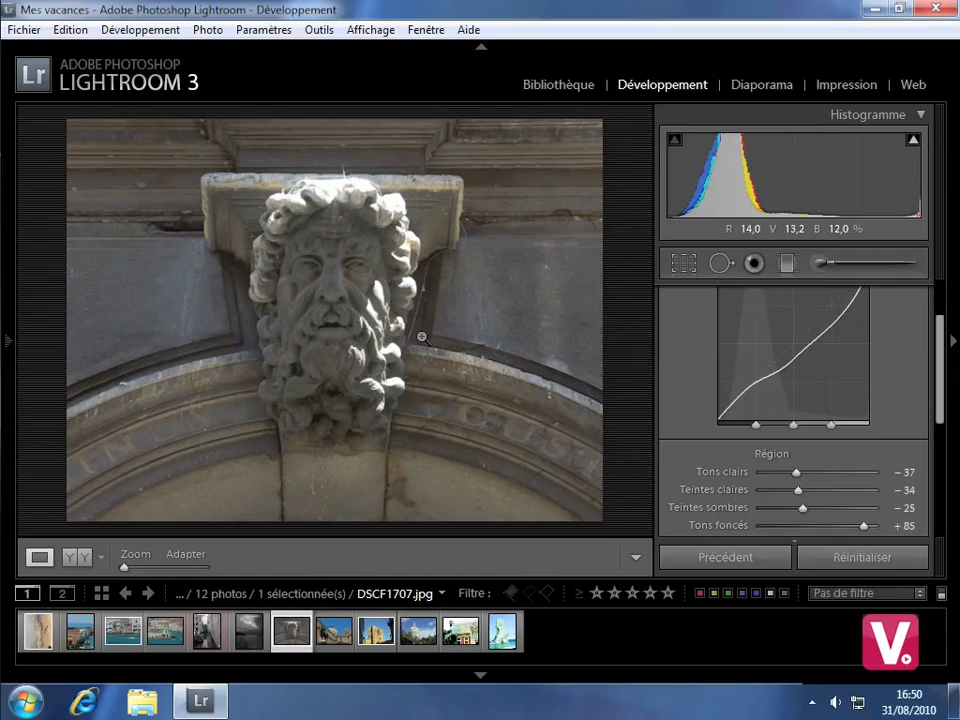 Mes vacances - Adobe Photoshop Lightroom - Développement
Fichier Edition Développement Photo Paramètres Outils Affichage Fenêtre Aide
Lr ADOBE PHOTOSHOP
LIGHTROOM 3
Bibliothèque | Développement | Diaporama | Impression | Web
Histogramme
R 14,0 V 13,2 B 12,0 %
Région
Tons clairs - 37
Teintes claires - 34
Teintes sombres - 25
Tons foncés + 85
Précédent Réinitialiser
YY Zoom Adapter
1 2 ... / 12 photos / 1 sélectionnée(s) / DSCF1707.jpg Filtre : ≥ Pas de filtre
V
Lr
16:50
31/08/2010